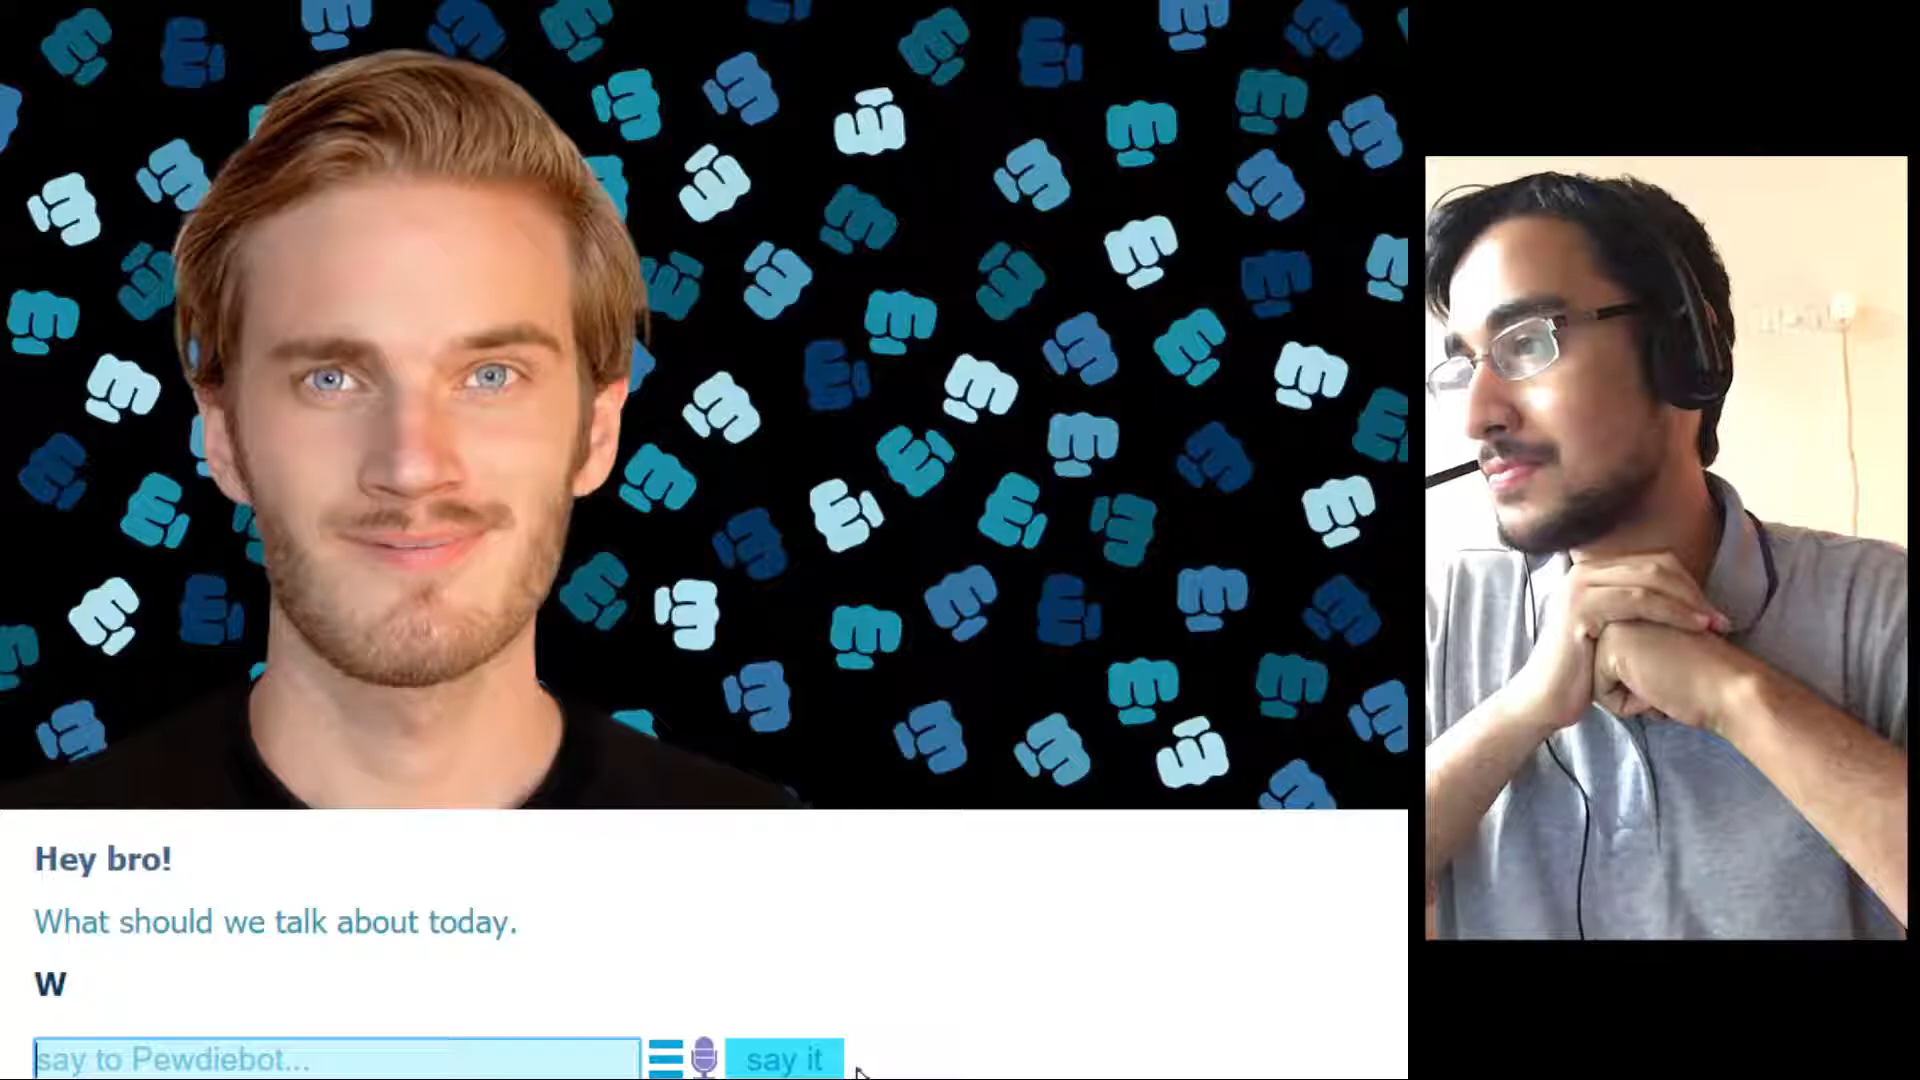 Hey bro!
What should we talk about today.
W
say to Pewdiebot...
say it